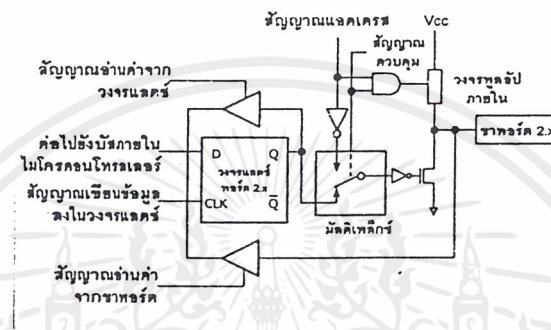 สัญญาณแอดเดรส
Vcc
สัญญาณ
ควบคุม
สัญญาณอ่านค่าจาก
วงจรแลตช์
วงจรพูลอัป
ภายใน
ขาพอร์ต 2.x
ต่อไปยังบัสภายใน
ไมโครคอนโทรลเลอร์
D
Q
วงจรแลตช์
พอร์ต 2.x
สัญญาณเขียนข้อมูล
ลงในวงจรแลตช์
CLK
Q̅
มัลติเพล็กซ์
สัญญาณอ่านค่า
จากขาพอร์ต